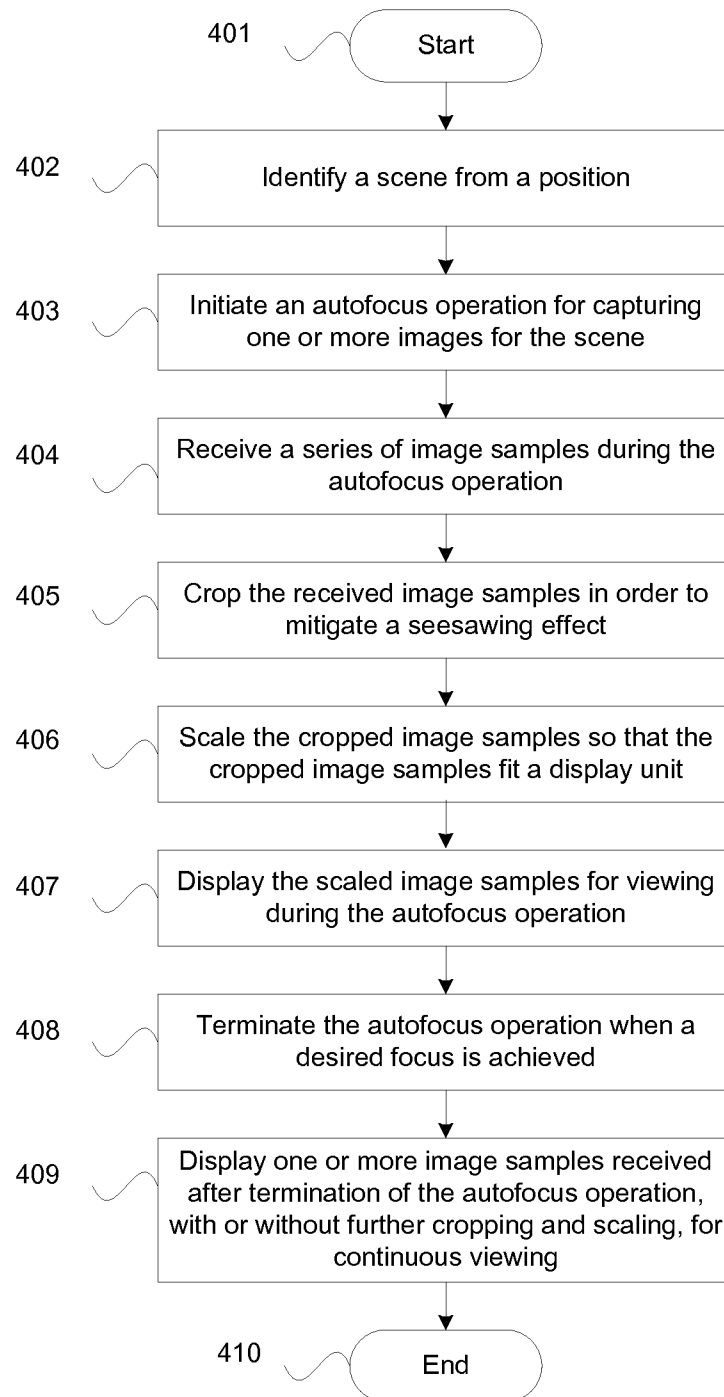 401
Start
402
Identify a scene from a position
403
Initiate an autofocus operation for capturing
one or more images for the scene
404
Receive a series of image samples during the
autofocus operation
405
Crop the received image samples in order to
mitigate a seesawing effect
406
Scale the cropped image samples so that the
cropped image samples fit a display unit
407
Display the scaled image samples for viewing
during the autofocus operation
408
Terminate the autofocus operation when a
desired focus is achieved
409
Display one or more image samples received
after termination of the autofocus operation,
with or without further cropping and scaling, for
continuous viewing
410
End